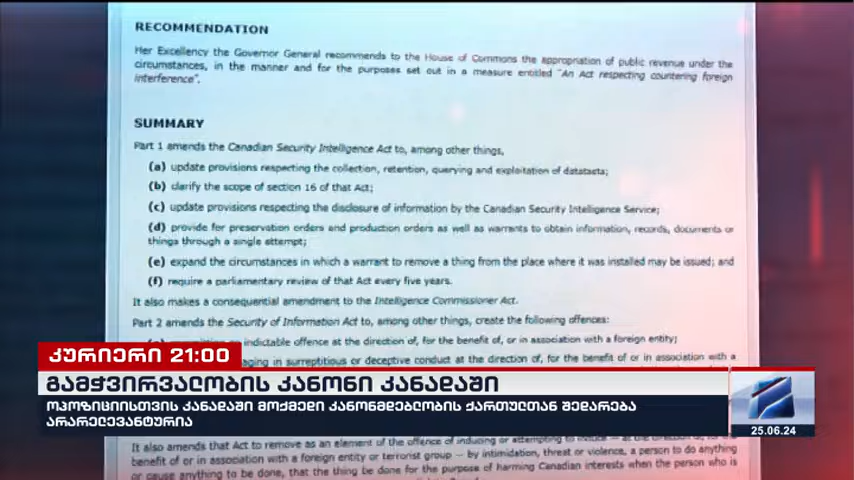 RECOMMENDATION
Her Excellency the Governor General recommends to the House of Commons the appropriation of public revenue under the
circumstances, in the manner and for the purposes set out in a measure entitled "An Act respecting countering foreign
interference".
SUMMARY
Part 1 amends the Canadian Security Intelligence Act to, among other things,
(a) update provisions respecting the collection, retention, querying and exploitation of datasets;
(b) clarify the scope of section 16 of that Act;
(c) update provisions respecting the disclosure of information by the Canadian Security Intelligence Service;
(d) provide for preservation orders and production orders as well as warrants to obtain information, records, documents or
things through a single attempt;
(e) expand the circumstances in which a warrant to remove a thing from the place where it was installed may be issued; and
(f) require a parliamentary review of that Act every five years.
It also makes a consequential amendment to the Intelligence Commissioner Act.
Part 2 amends the Security of Information Act to, among other things, create the following offences:
indictable offence at the direction of, for the benefit of, or in association with a foreign entity;
in surreptitious or deceptive conduct at the direction of, for the benefit of or in association with a
კურიერი 21:00
გამჭვირვალობის კანონი კანადაში
ოპოზიციისთვის კანადაში მოქმედი კანონმდებლობის ქართულთან შედარება
არარელევანტურია
25.06.24
It also amends that Act to remove as an element of the offence of inducing or attempting to
benefit of or in association with a foreign entity or terrorist group — by intimidation, threat or violence, a person to do anything
or cause anything to be done, that the thing be done for the purpose of harming Canadian interests when the person who is